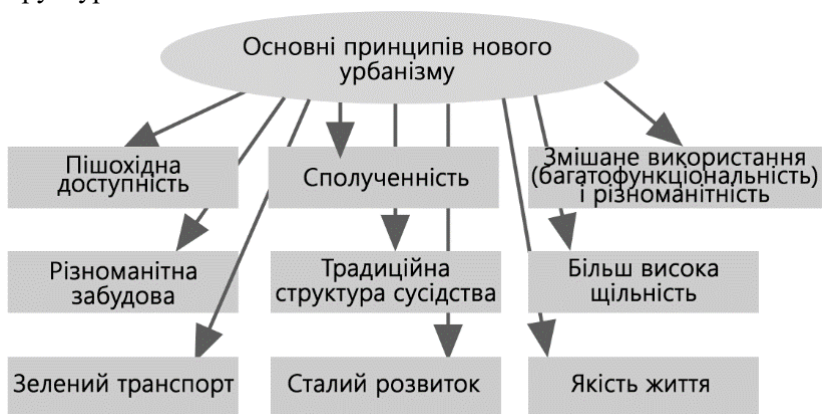 Основні принципів нового
урбанізму
Пішохідна
доступність
Сполученність
Змішане використання
(багатофункціональність)
і різноманітність
Різноманітна
забудова
Традиційна
структура сусідства
Більш висока
щільність
Зелений транспорт
Сталий розвиток
Якість життя